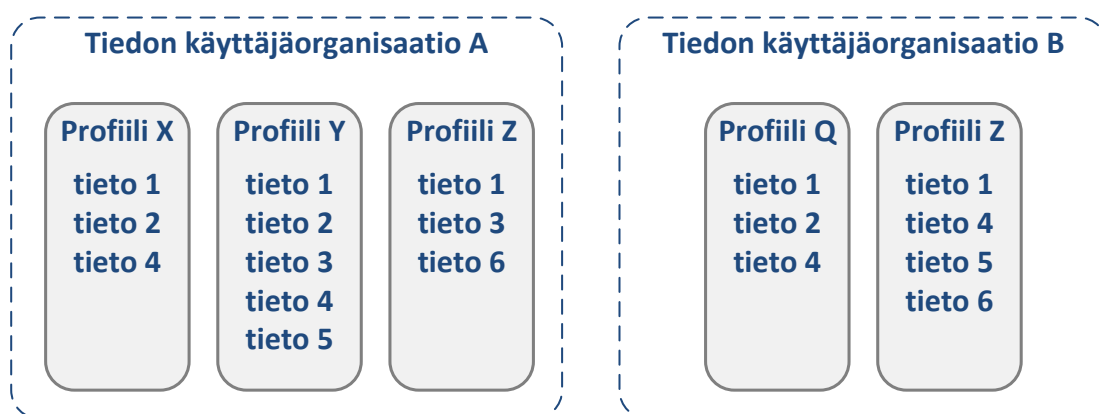 Tiedon käyttäjäorganisaatio A
Profiili X
tieto 1
tieto 2
tieto 4
Profiili Y
tieto 1
tieto 2
tieto 3
tieto 4
tieto 5
Profiili Z
tieto 1
tieto 3
tieto 6
Tiedon käyttäjäorganisaatio B
Profiili Q
tieto 1
tieto 2
tieto 4
Profiili Z
tieto 1
tieto 4
tieto 5
tieto 6